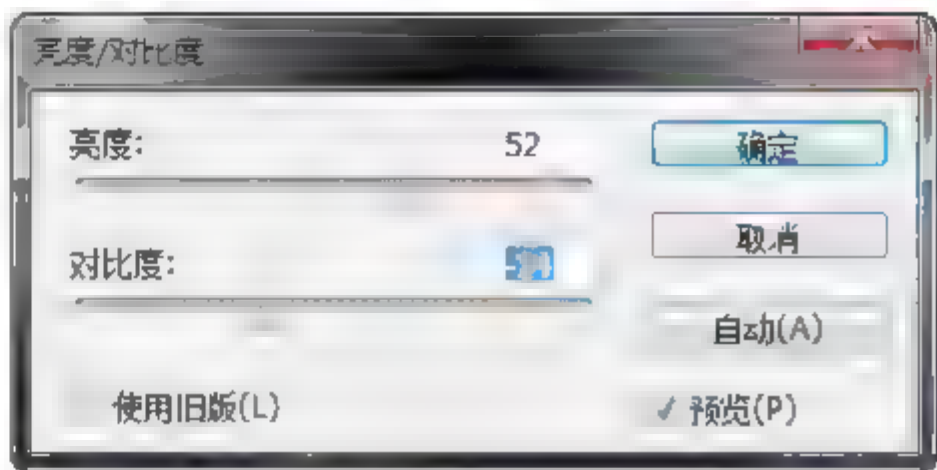 亮度/对比度
亮度: 52
确定
对比度:
取消
自动(A)
使用旧版(L)
✓ 预览(P)